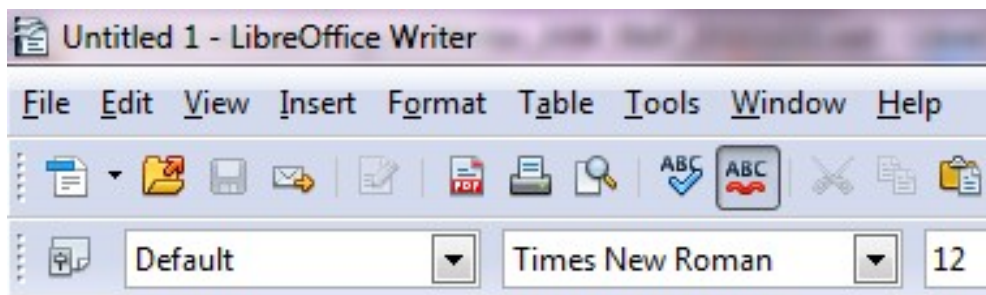 Untitled 1 - LibreOffice Writer
File Edit View Insert Format Table Tools Window Help
PDF ABC ABC
Default Times New Roman 12